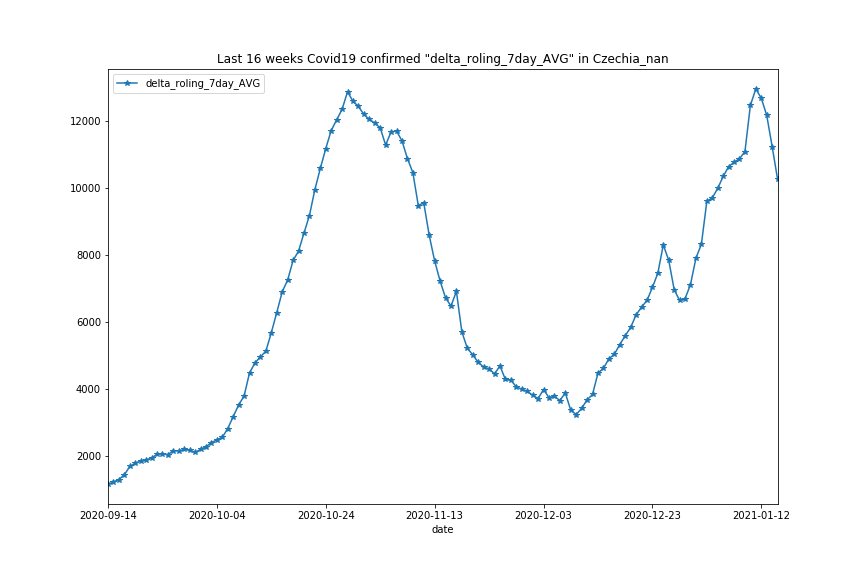 Last 16 weeks Covid19 confirmed "delta_roling_7day_AVG" in Czechia_nan
delta_roling_7day_AVG
12000
10000
8000
6000
4000
2000
2020-09-14 2020-10-04 2020-10-24 2020-11-13 2020-12-03 2020-12-23 2021-01-12
date